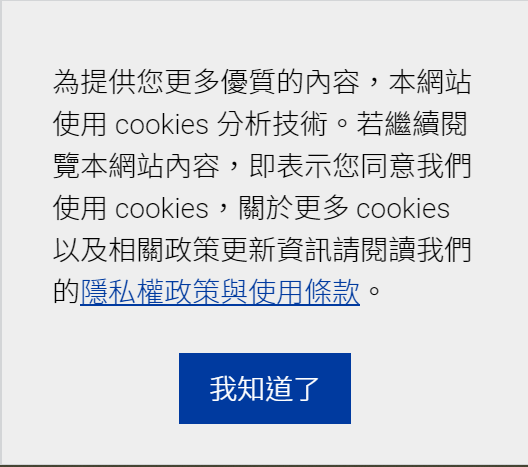 為提供您更多優質的內容，本網站
使用 cookies 分析技術。若繼續閱
覽本網站內容，即表示您同意我們
使用 cookies，關於更多 cookies
以及相關政策更新資訊請閱讀我們
的隱私權政策與使用條款。
我知道了